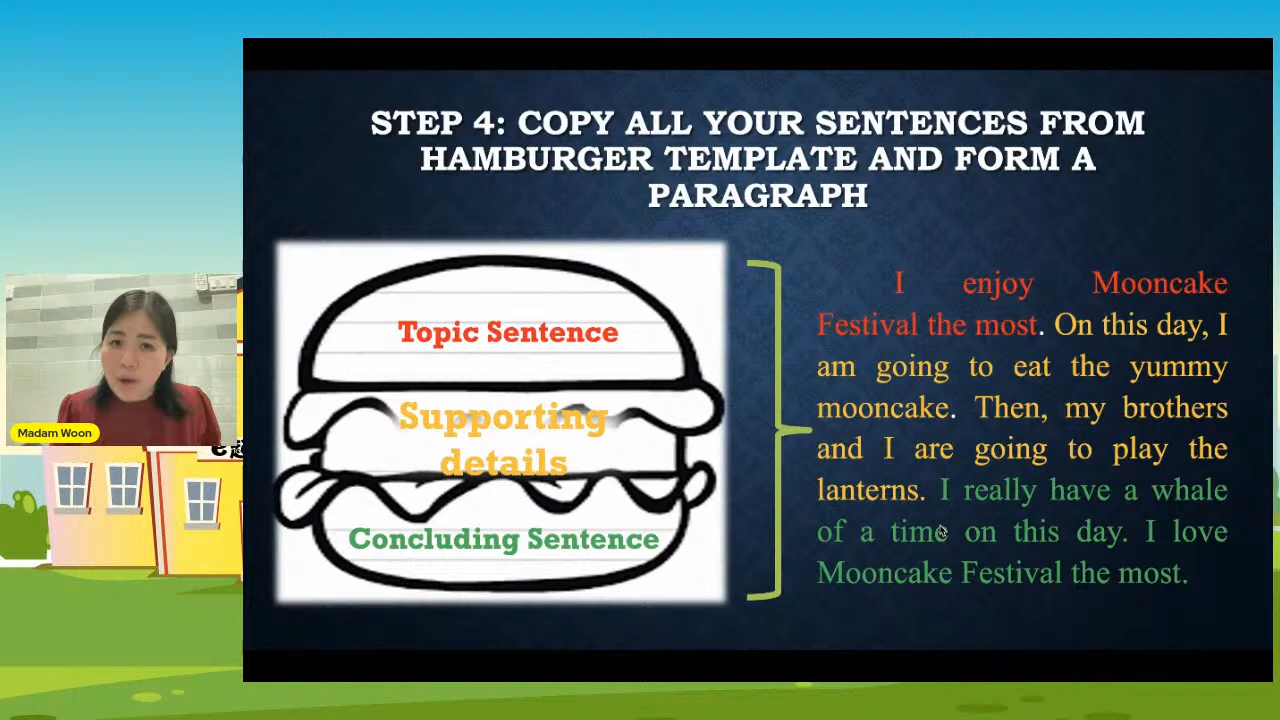 STEP 4: COPY ALL YOUR SENTENCES FROM
HAMBURGER TEMPLATE AND FORM A
PARAGRAPH
Topic Sentence
Supporting
details
Concluding Sentence
I enjoy Mooncake
Festival the most. On this day, I
am going to eat the yummy
mooncake. Then, my brothers
and I are going to play the
lanterns. I really have a whale
of a time on this day. I love
Mooncake Festival the most.
Madam Woon